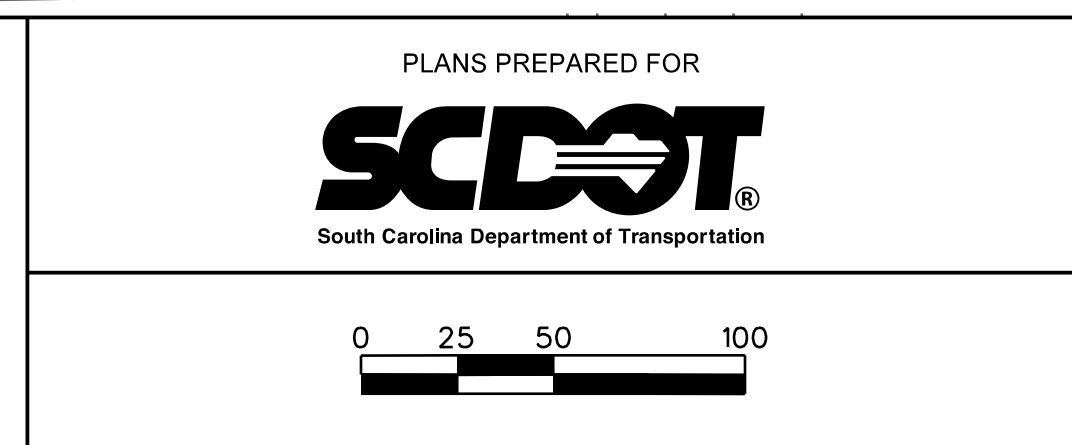 PLANS PREPARED FOR
SCDOT®
South Carolina Department of Transportation
0 25 50 100